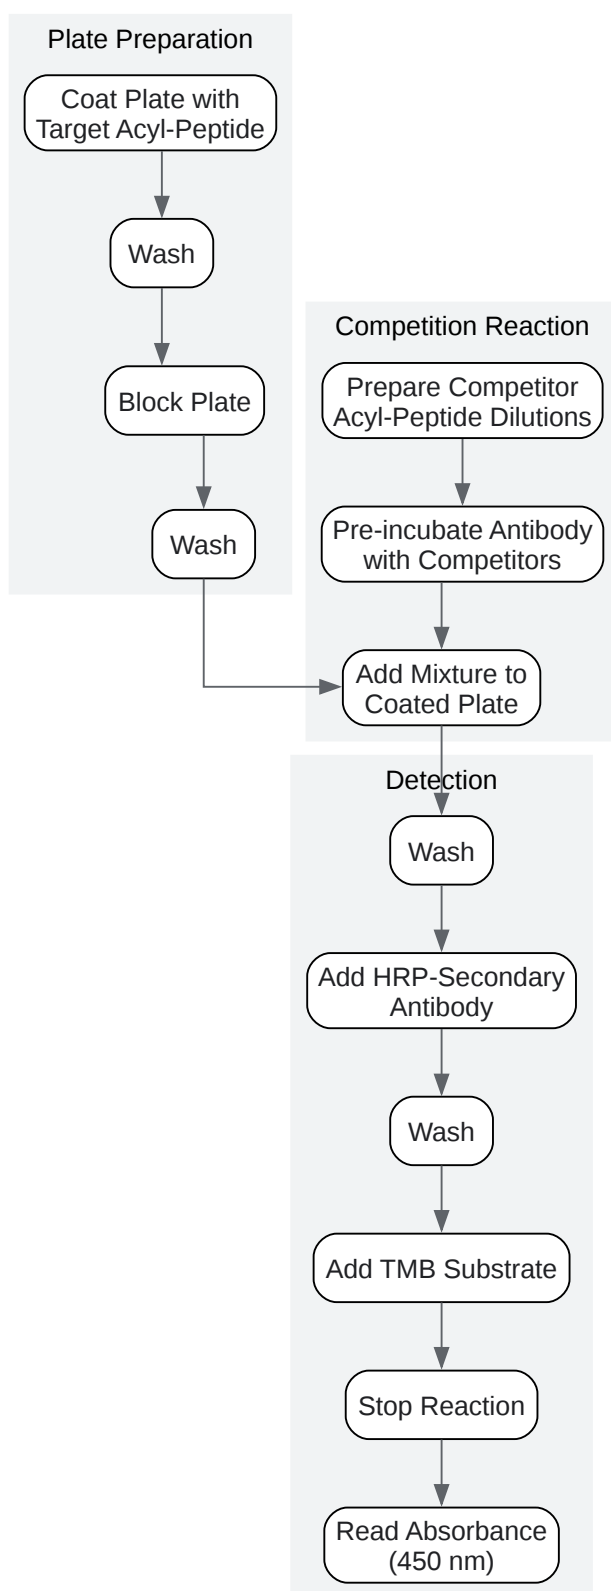 Plate Preparation
Coat Plate with
Target Acyl-Peptide
Wash
Block Plate
Wash
Competition Reaction
Prepare Competitor
Acyl-Peptide Dilutions
Pre-incubate Antibody
with Competitors
Add Mixture to
Coated Plate
Detection
Wash
Add HRP-Secondary
Antibody
Wash
Add TMB Substrate
Stop Reaction
Read Absorbance
(450 nm)